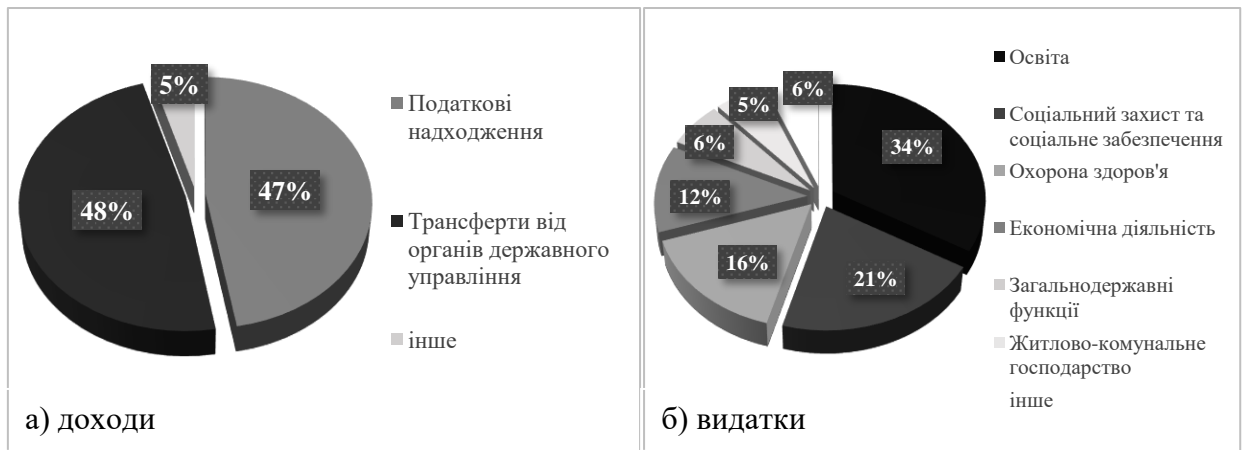 5%
47%
48%
Податкові
надходження
Трансферти від
органів державного
управління
інше
а) доходи
6%
5%
34%
6%
12%
16%
21%
Освіта
Соціальний захист та
соціальне забезпечення
Охорона здоров'я
Економічна діяльність
Загальнодержавні
функції
Житлово-комунальне
господарство
інше
б) видатки